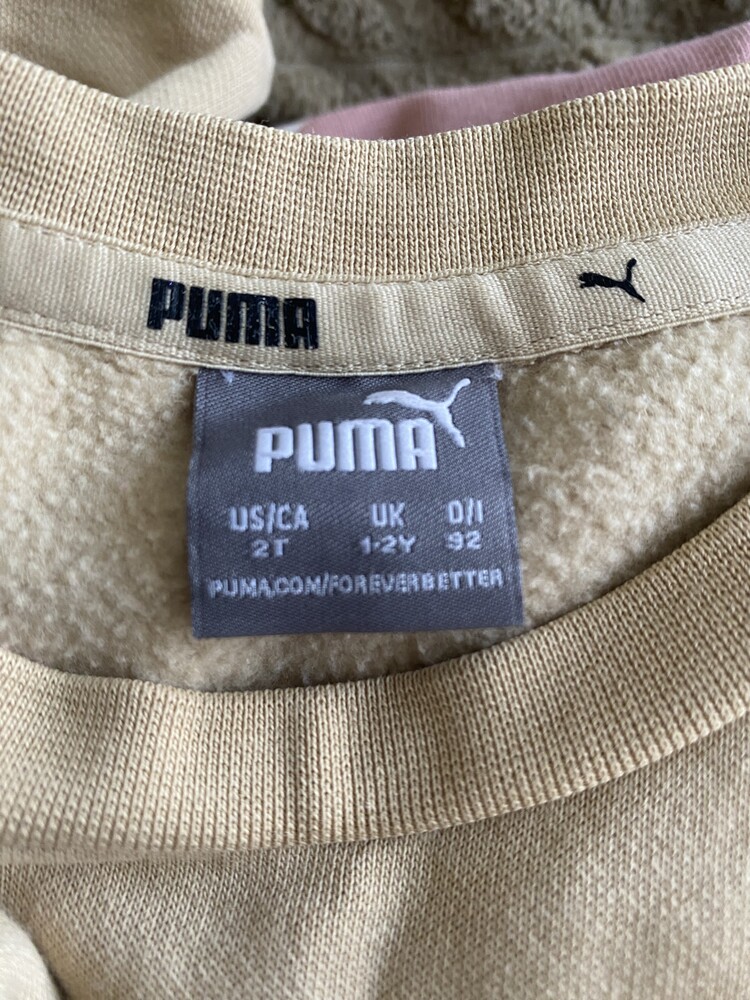 PUMA
PUMA
US/CA UK D/I
2T 1-2Y 92
PUMA.COM/FOREVERBETTER